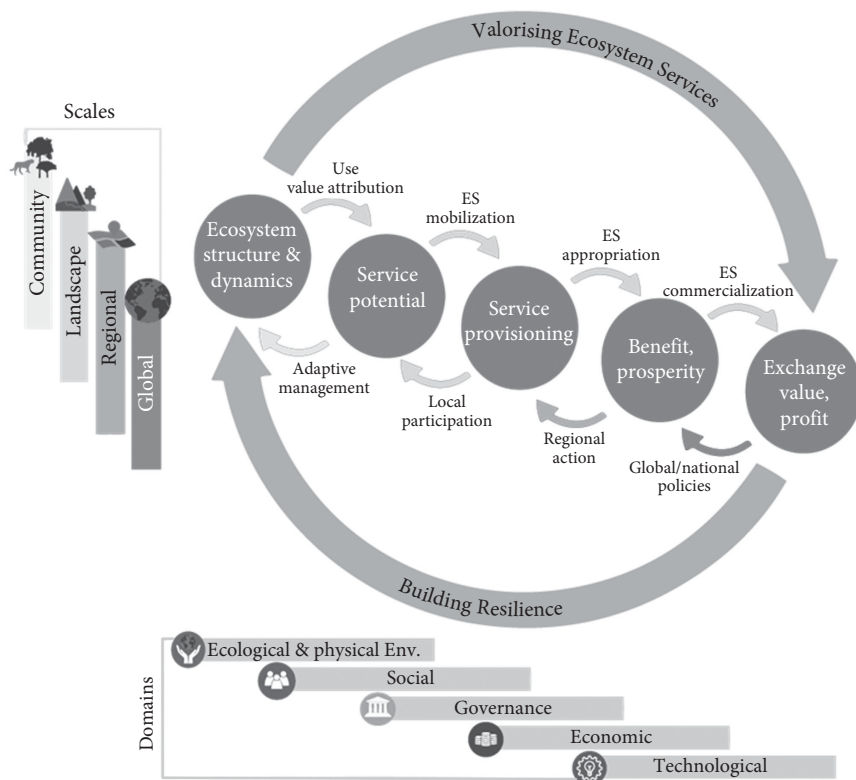 Valorising Ecosystem Services
Scales
Community
Landscape
Regional
Global
Use
value attribution
ES
mobilization
ES
appropriation
ES
commercialization
Ecosystem
structure &
dynamics
Service
potential
Service
provisioning
Benefit,
prosperity
Exchange
value,
profit
Adaptive
management
Local
participation
Regional
action
Global/national
policies
Building Resilience
Domains
Ecological & physical Env.
Social
Governance
Economic
Technological